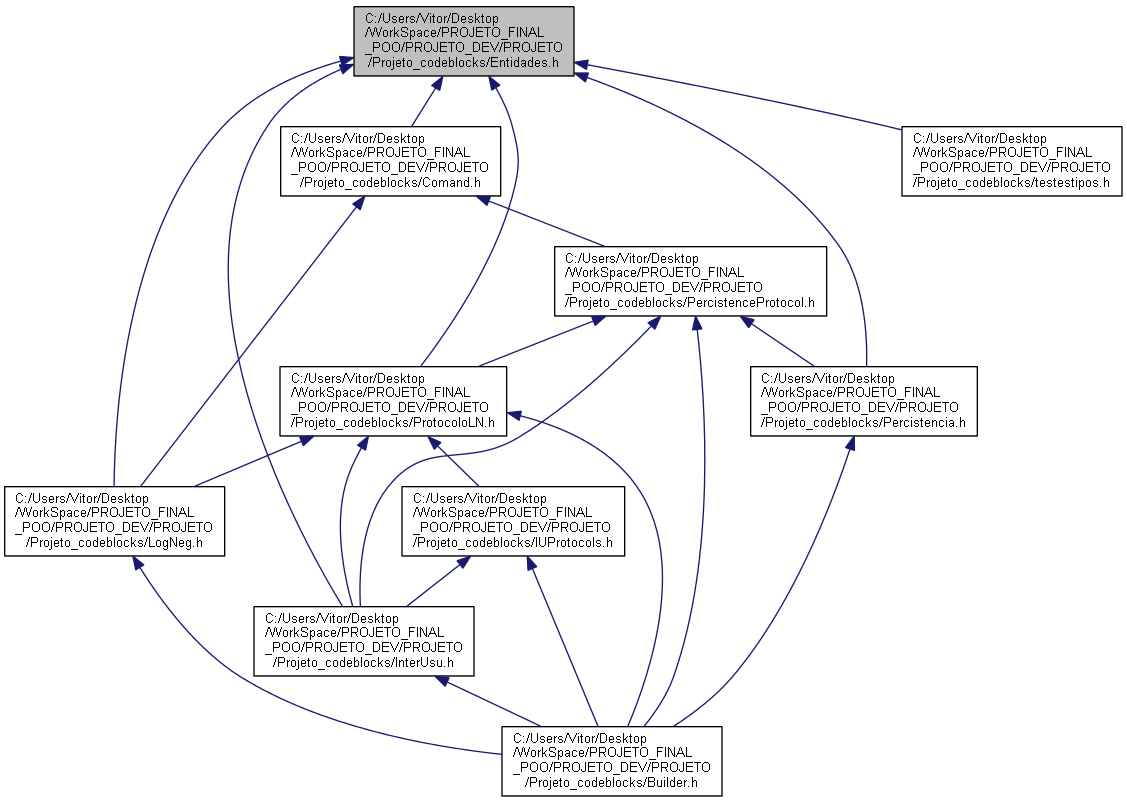 C:/Users/Vitor/Desktop
/WorkSpace/PROJETO_FINAL
_POO/PROJETO_DEV/PROJETO
/Projeto_codeblocks/Entidades.h
C:/Users/Vitor/Desktop
/WorkSpace/PROJETO_FINAL
_POO/PROJETO_DEV/PROJETO
/Projeto_codeblocks/Comand.h
C:/Users/Vitor/Desktop
/WorkSpace/PROJETO_FINAL
_POO/PROJETO_DEV/PROJETO
/Projeto_codeblocks/testestipos.h
C:/Users/Vitor/Desktop
/WorkSpace/PROJETO_FINAL
_POO/PROJETO_DEV/PROJETO
/Projeto_codeblocks/PercistenceProtocol.h
C:/Users/Vitor/Desktop
/WorkSpace/PROJETO_FINAL
_POO/PROJETO_DEV/PROJETO
/Projeto_codeblocks/ProtocoloLN.h
C:/Users/Vitor/Desktop
/WorkSpace/PROJETO_FINAL
_POO/PROJETO_DEV/PROJETO
/Projeto_codeblocks/Percistencia.h
C:/Users/Vitor/Desktop
/WorkSpace/PROJETO_FINAL
_POO/PROJETO_DEV/PROJETO
/Projeto_codeblocks/LogNeg.h
C:/Users/Vitor/Desktop
/WorkSpace/PROJETO_FINAL
_POO/PROJETO_DEV/PROJETO
/Projeto_codeblocks/IUProtocols.h
C:/Users/Vitor/Desktop
/WorkSpace/PROJETO_FINAL
_POO/PROJETO_DEV/PROJETO
/Projeto_codeblocks/InterUsu.h
C:/Users/Vitor/Desktop
/WorkSpace/PROJETO_FINAL
_POO/PROJETO_DEV/PROJETO
/Projeto_codeblocks/Builder.h